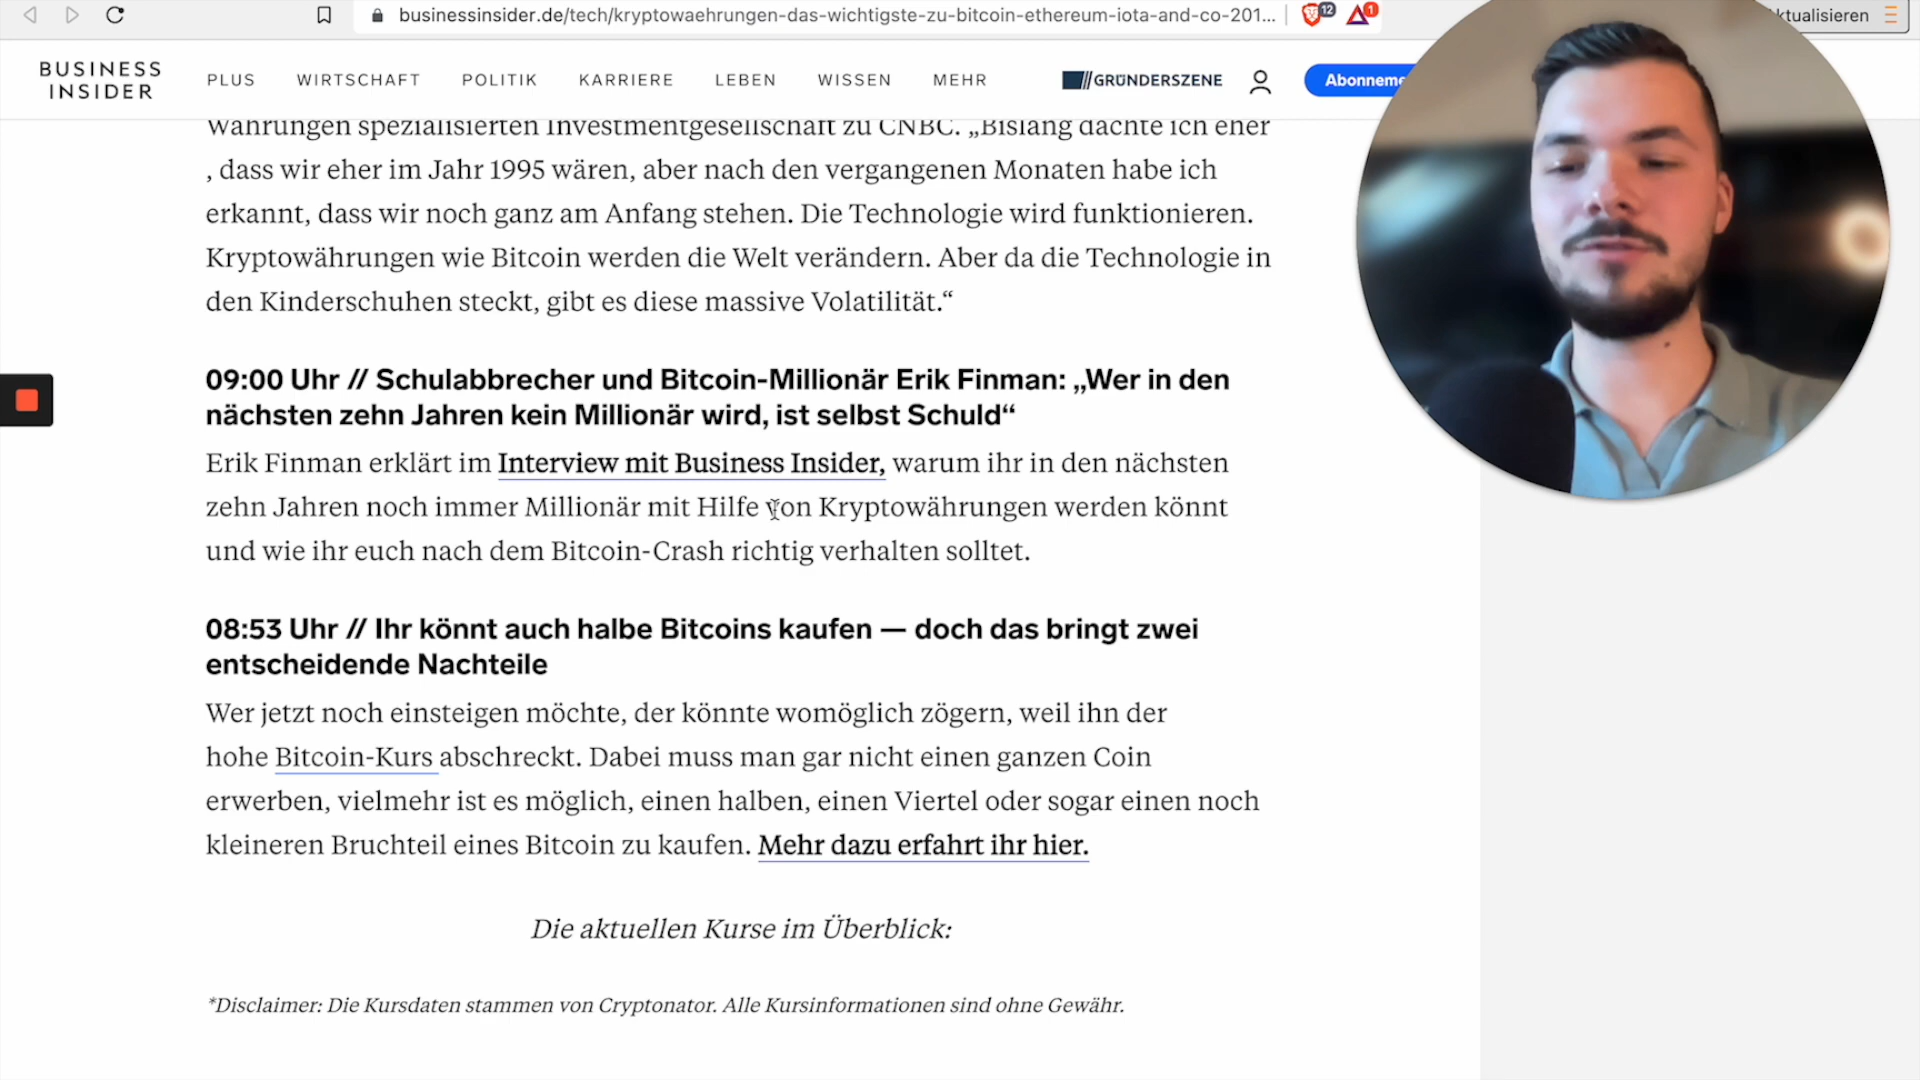 businessinsider.de/tech/kryptowaehrungen-das-wichtigste-zu-bitcoin-ethereum-iota-and-co-201...
12
1
ktualisieren
BUSINESS
INSIDER
PLUS WIRTSCHAFT POLITIK KARRIERE LEBEN WISSEN MEHR
GRÜNDERSZENE
Abonneme
Währungen spezialisierten Investmentgesellschaft zu CNBC. „Bislang dachte ich eher
, dass wir eher im Jahr 1995 wären, aber nach den vergangenen Monaten habe ich
erkannt, dass wir noch ganz am Anfang stehen. Die Technologie wird funktionieren.
Kryptowährungen wie Bitcoin werden die Welt verändern. Aber da die Technologie in
den Kinderschuhen steckt, gibt es diese massive Volatilität.“
09:00 Uhr // Schulabbrecher und Bitcoin-Millionär Erik Finman: „Wer in den
nächsten zehn Jahren kein Millionär wird, ist selbst Schuld“
Erik Finman erklärt im Interview mit Business Insider, warum ihr in den nächsten
zehn Jahren noch immer Millionär mit Hilfe von Kryptowährungen werden könnt
und wie ihr euch nach dem Bitcoin-Crash richtig verhalten solltet.
08:53 Uhr // Ihr könnt auch halbe Bitcoins kaufen — doch das bringt zwei
entscheidende Nachteile
Wer jetzt noch einsteigen möchte, der könnte womöglich zögern, weil ihn der
hohe Bitcoin-Kurs abschreckt. Dabei muss man gar nicht einen ganzen Coin
erwerben, vielmehr ist es möglich, einen halben, einen Viertel oder sogar einen noch
kleineren Bruchteil eines Bitcoin zu kaufen. Mehr dazu erfahrt ihr hier.
Die aktuellen Kurse im Überblick:
*Disclaimer: Die Kursdaten stammen von Cryptonator. Alle Kursinformationen sind ohne Gewähr.